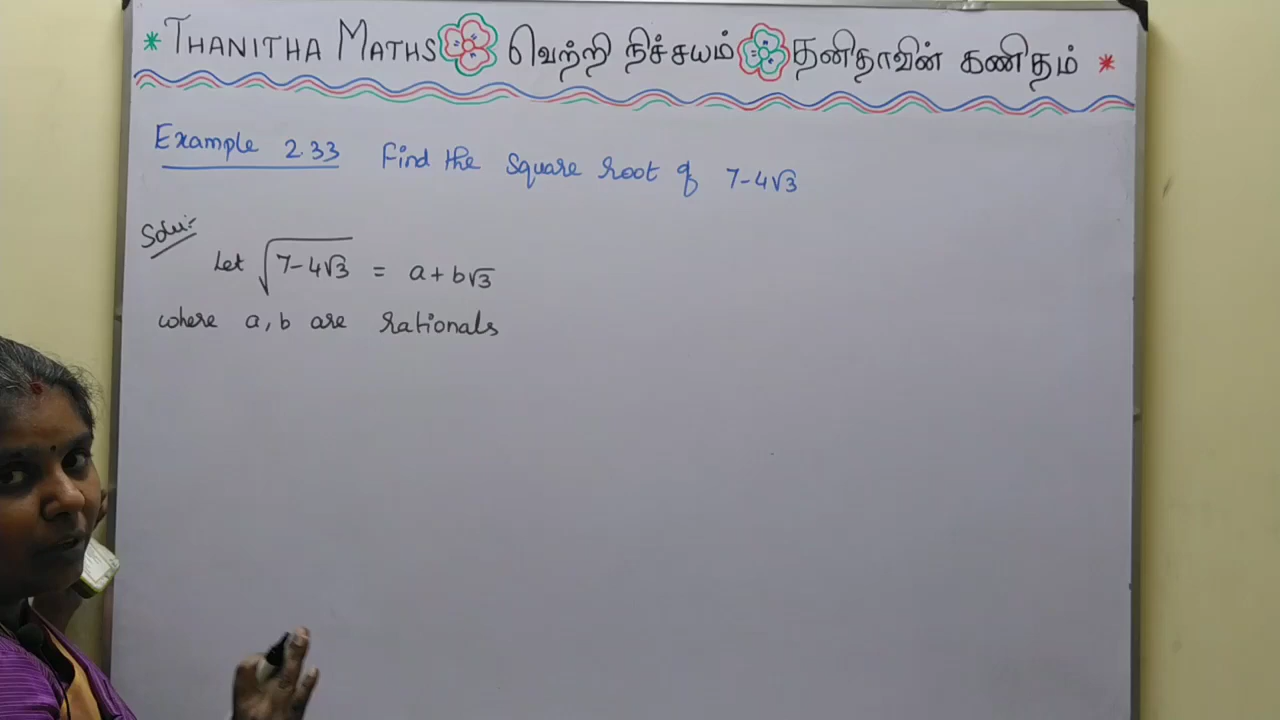 * THANITHA MATHS வெற்றி நிச்சயம் தனிதாவின் கணிதம் *
Example 2.33 Find the square root of 7-4√3
Solu:-
Let √(7-4√3) = a+b√3
where a, b are rationals